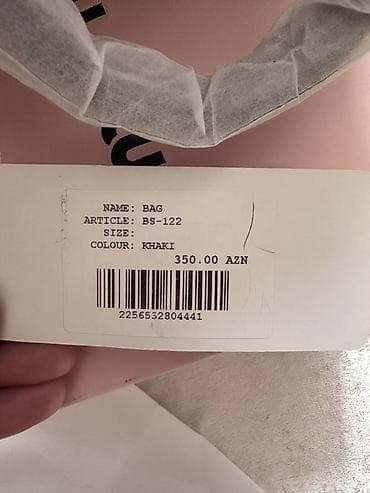 NAME: BAG
ARTICLE: BS-122
SIZE:
COLOUR: KHAKI
350.00 AZN
2256532804441